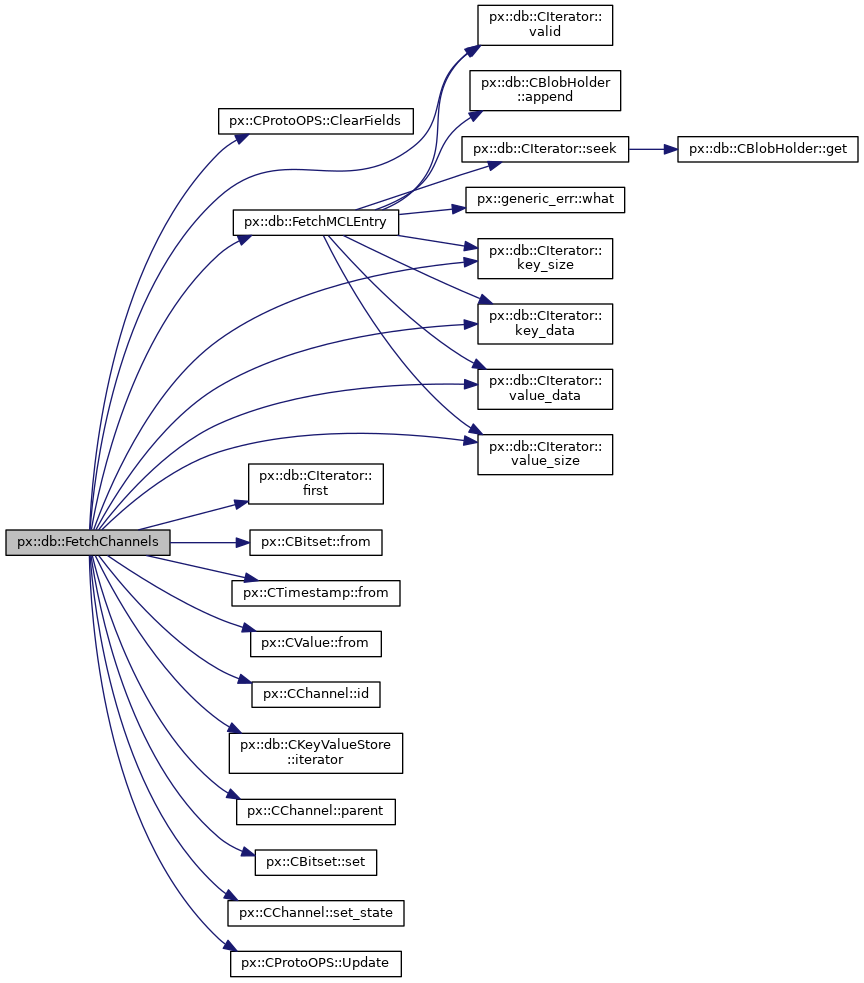 px::db::CIterator::
valid
px::db::CBlobHolder
::append
px::CProtoOPS::ClearFields
px::db::CIterator::seek
px::db::CBlobHolder::get
px::generic_err::what
px::db::FetchMCLEntry
px::db::CIterator::
key_size
px::db::CIterator::
key_data
px::db::CIterator::
value_data
px::db::CIterator::
value_size
px::db::CIterator::
first
px::db::FetchChannels
px::CBitset::from
px::CTimestamp::from
px::CValue::from
px::CChannel::id
px::db::CKeyValueStore
::iterator
px::CChannel::parent
px::CBitset::set
px::CChannel::set_state
px::CProtoOPS::Update